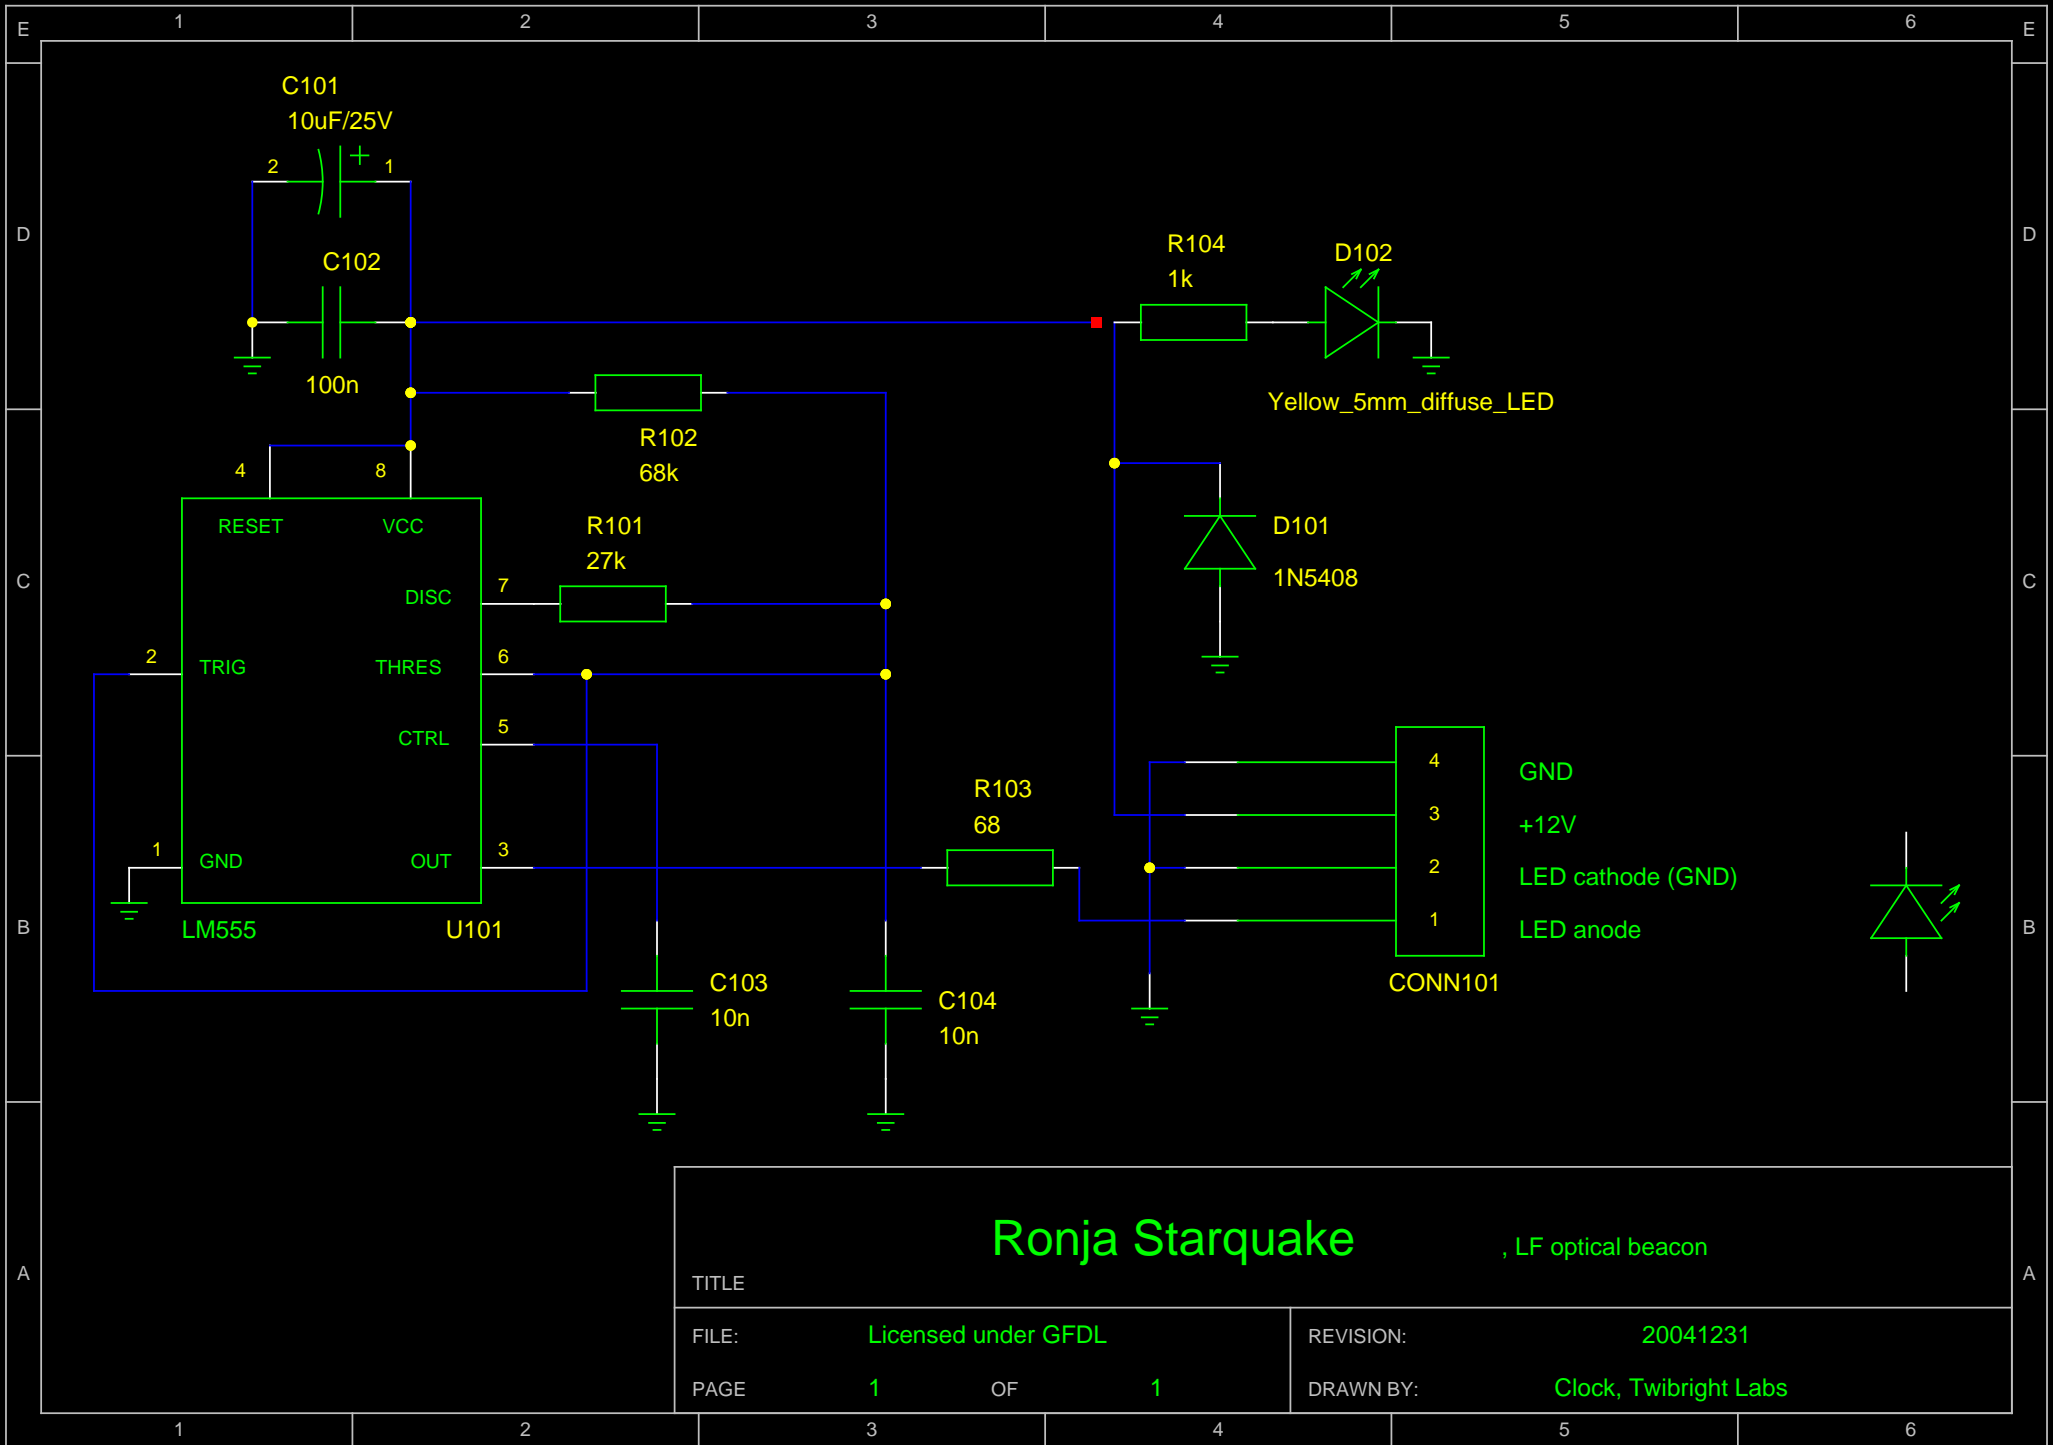 1 2 3 4 5 6
E E
C101
10uF/25V
2 1
D D
C102
100n
R104
1k
D102
Yellow_5mm_diffuse_LED
R102
68k
4 8
RESET VCC
R101
27k
D101
1N5408
C C
7
DISC
2 6
TRIG THRES
5
CTRL
1 3
GND OUT
LM555 U101
R103
68
4 GND
3 +12V
2 LED cathode (GND)
1 LED anode
CONN101
B B
C103
10n
C104
10n
Ronja Starquake , LF optical beacon
TITLE
A A
FILE: Licensed under GFDL REVISION: 20041231
PAGE 1 OF 1 DRAWN BY: Clock, Twibright Labs
1 2 3 4 5 6